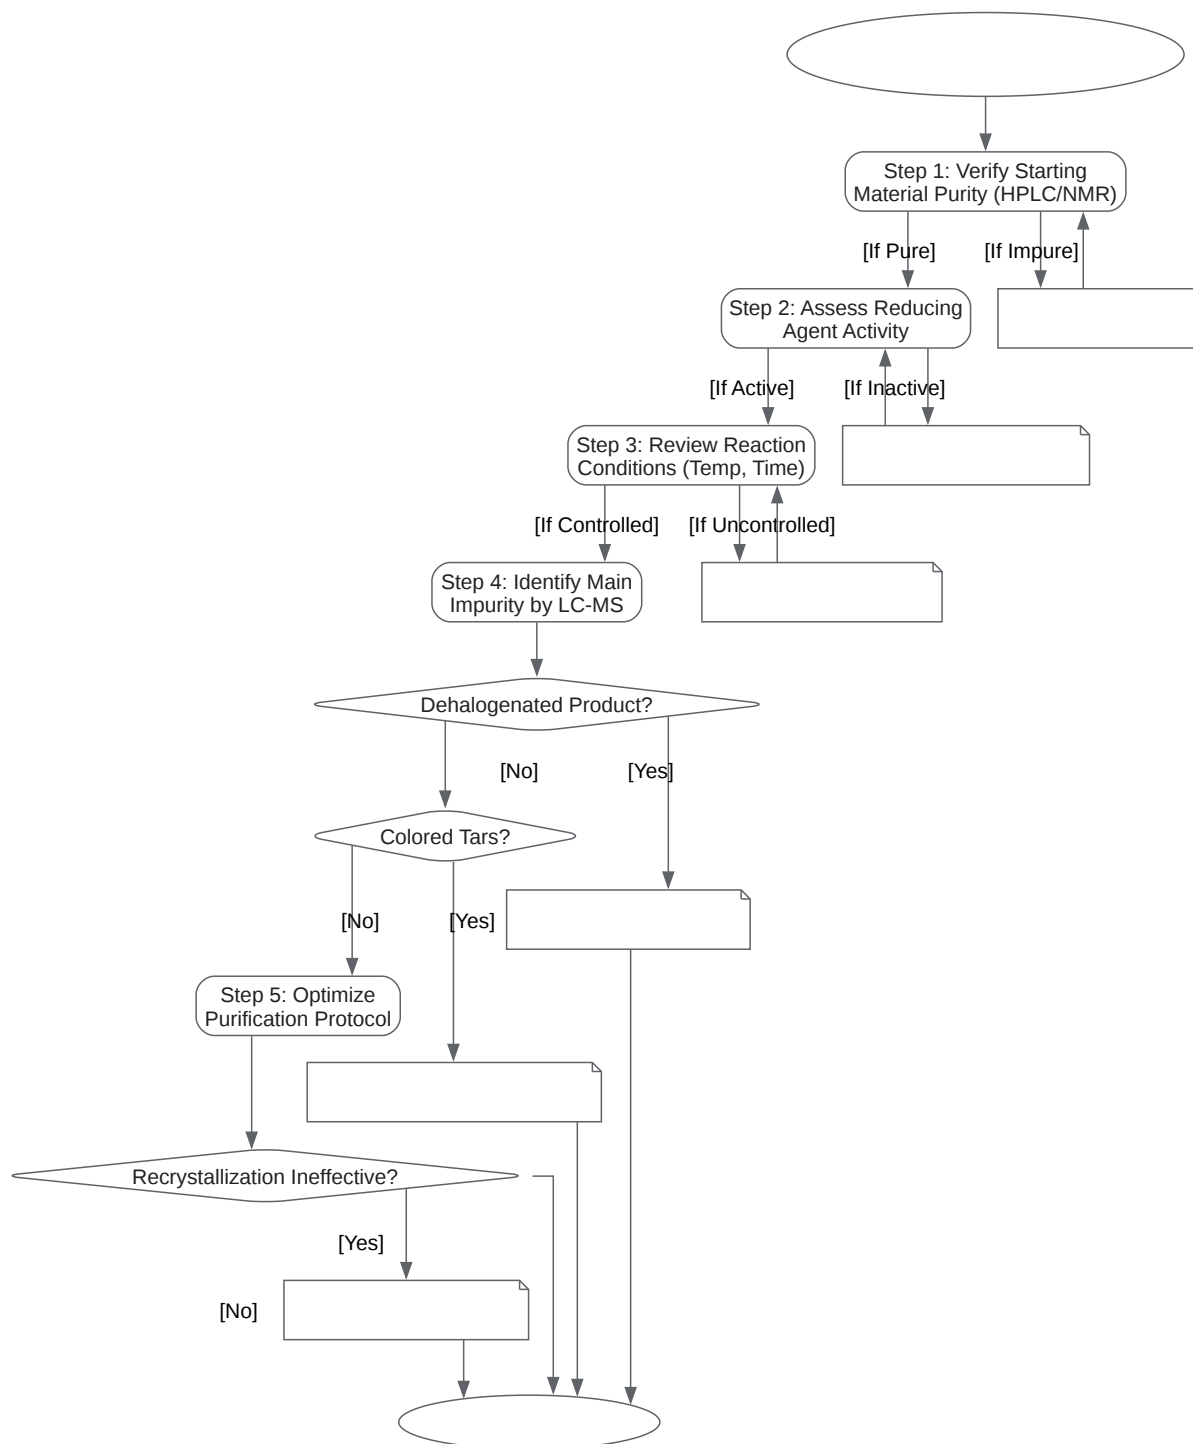 Step 1: Verify Starting
Material Purity (HPLC/NMR)
[If Pure]
[If Impure]
Step 2: Assess Reducing
Agent Activity
[If Active]
[If Inactive]
Step 3: Review Reaction
Conditions (Temp, Time)
[If Controlled]
[If Uncontrolled]
Step 4: Identify Main
Impurity by LC-MS
Dehalogenated Product?
[No]
[Yes]
Colored Tars?
[No]
[Yes]
Step 5: Optimize
Purification Protocol
Recrystallization Ineffective?
[Yes]
[No]